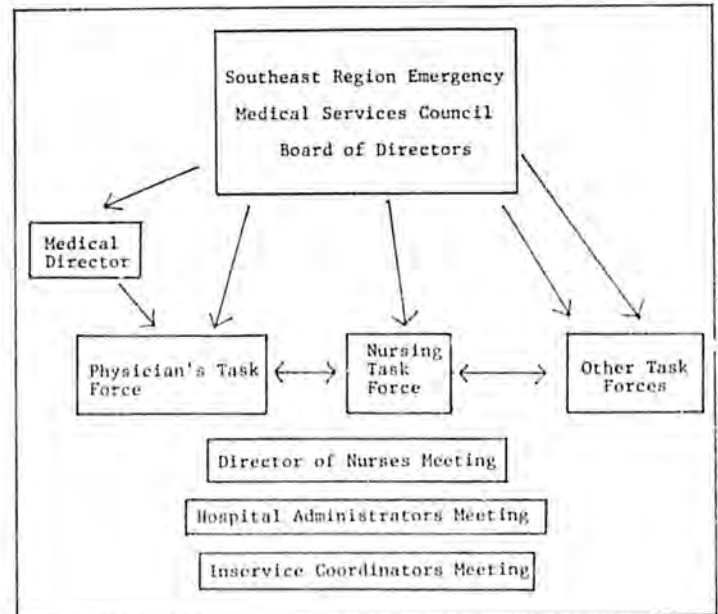 Southeast Region Emergency
Medical Services Council
Board of Directors
Medical
Director
Physician's Task
Force
Nursing
Task
Force
Other Task
Forces
Director of Nurses Meeting
Hospital Administrators Meeting
Inservice Coordinators Meeting